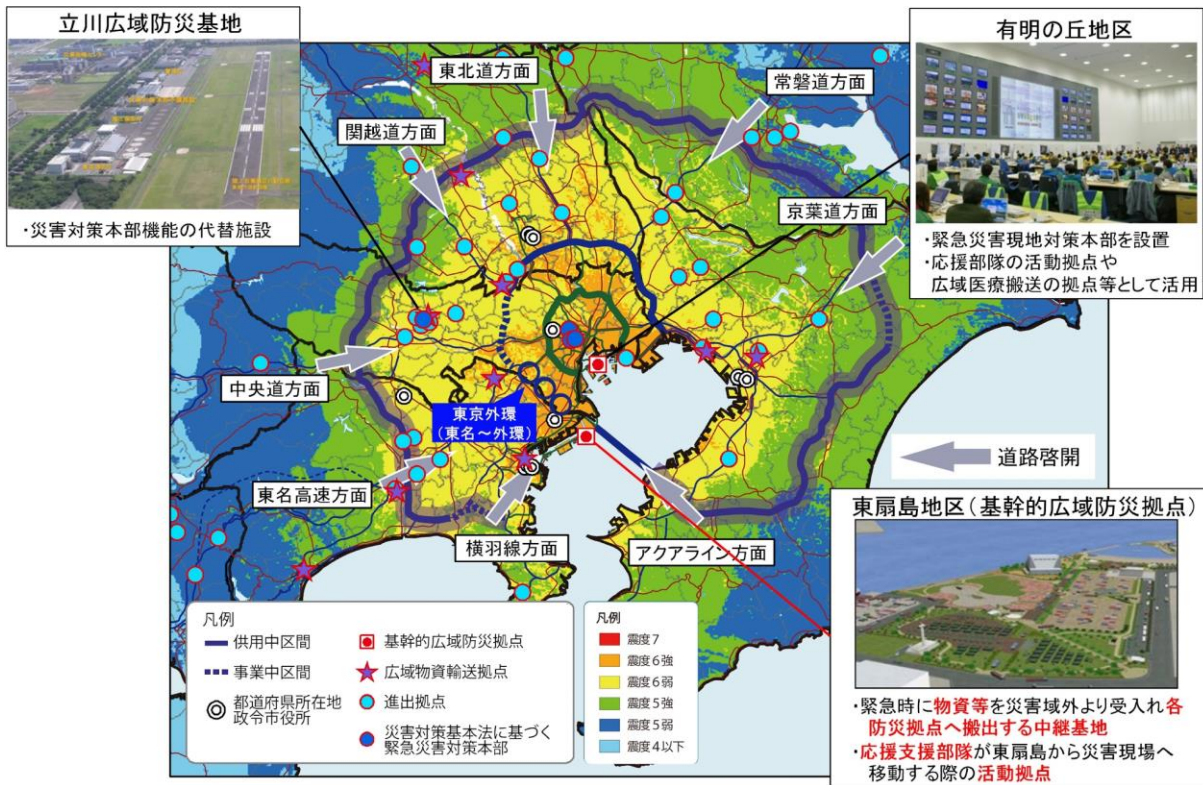 立川広域防災基地
・災害対策本部機能の代替施設
有明の丘地区
・緊急災害現地対策本部を設置
・応援部隊の活動拠点や
広域医療搬送の拠点等として活用
東北道方面
常磐道方面
関越道方面
京葉道方面
中央道方面
東京外環
(東名～外環)
道路啓開
東名高速方面
横羽線方面
アクアライン方面
凡例
供用中区間
事業中区間
都道府県所在地
政令市役所
基幹的広域防災拠点
広域物資輸送拠点
進出拠点
災害対策基本法に基づく
緊急災害対策本部
凡例
震度7
震度6強
震度6弱
震度5強
震度5弱
震度4以下
東扇島地区(基幹的広域防災拠点)
・緊急時に物資等を災害域外より受入れ各
防災拠点へ搬出する中継基地
・応援支援部隊が東扇島から災害現場へ
移動する際の活動拠点